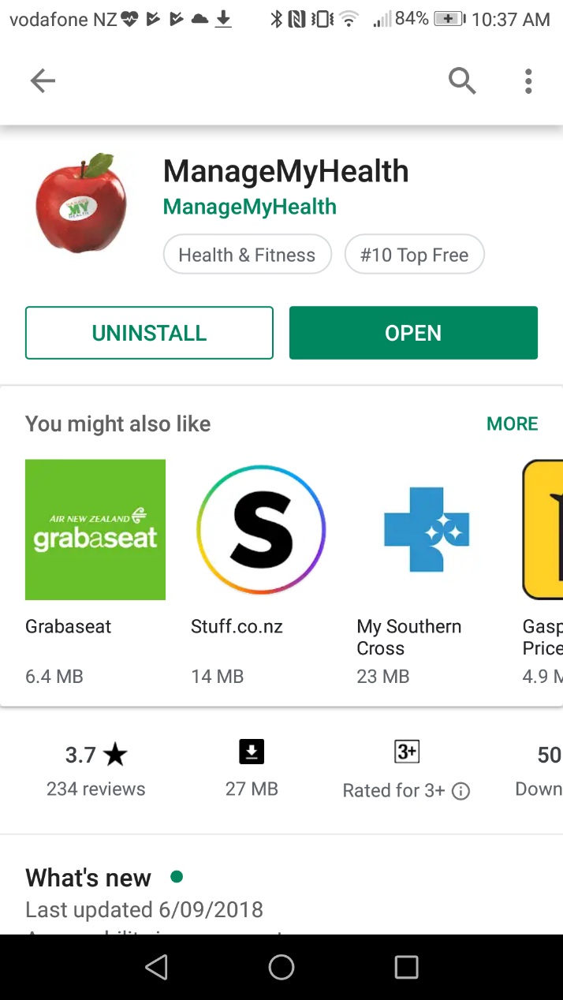 vodafone NZ 84% 10:37 AM
ManageMyHealth
ManageMyHealth
Health & Fitness #10 Top Free
UNINSTALL OPEN
You might also like MORE
AIR NEW ZEALAND
grabaseat
S
Grabaseat Stuff.co.nz My Southern Gasp
Cross Price
6.4 MB 14 MB 23 MB 4.9 M
3.7 3+ 50
234 reviews 27 MB Rated for 3+ Down
What's new
Last updated 6/09/2018